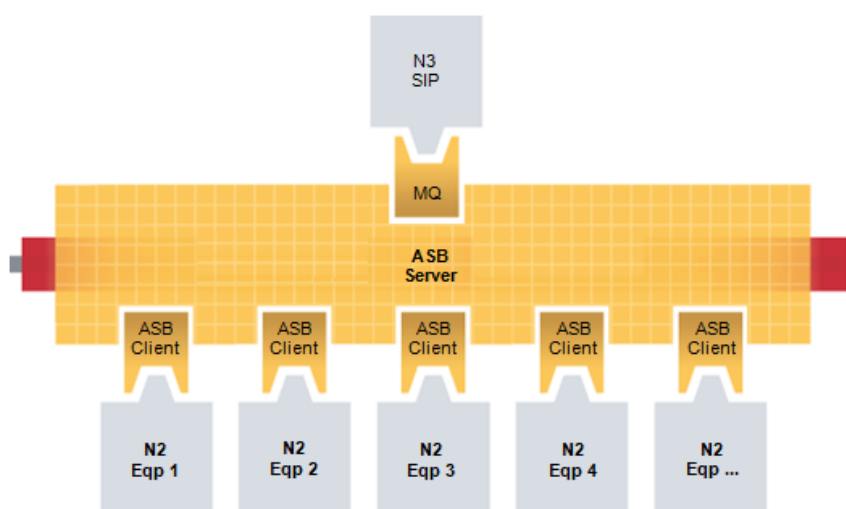 N3
SIP
MQ
ASB
Server
ASB
Client
ASB
Client
ASB
Client
ASB
Client
ASB
Client
N2
Eqp 1
N2
Eqp 2
N2
Eqp 3
N2
Eqp 4
N2
Eqp ...